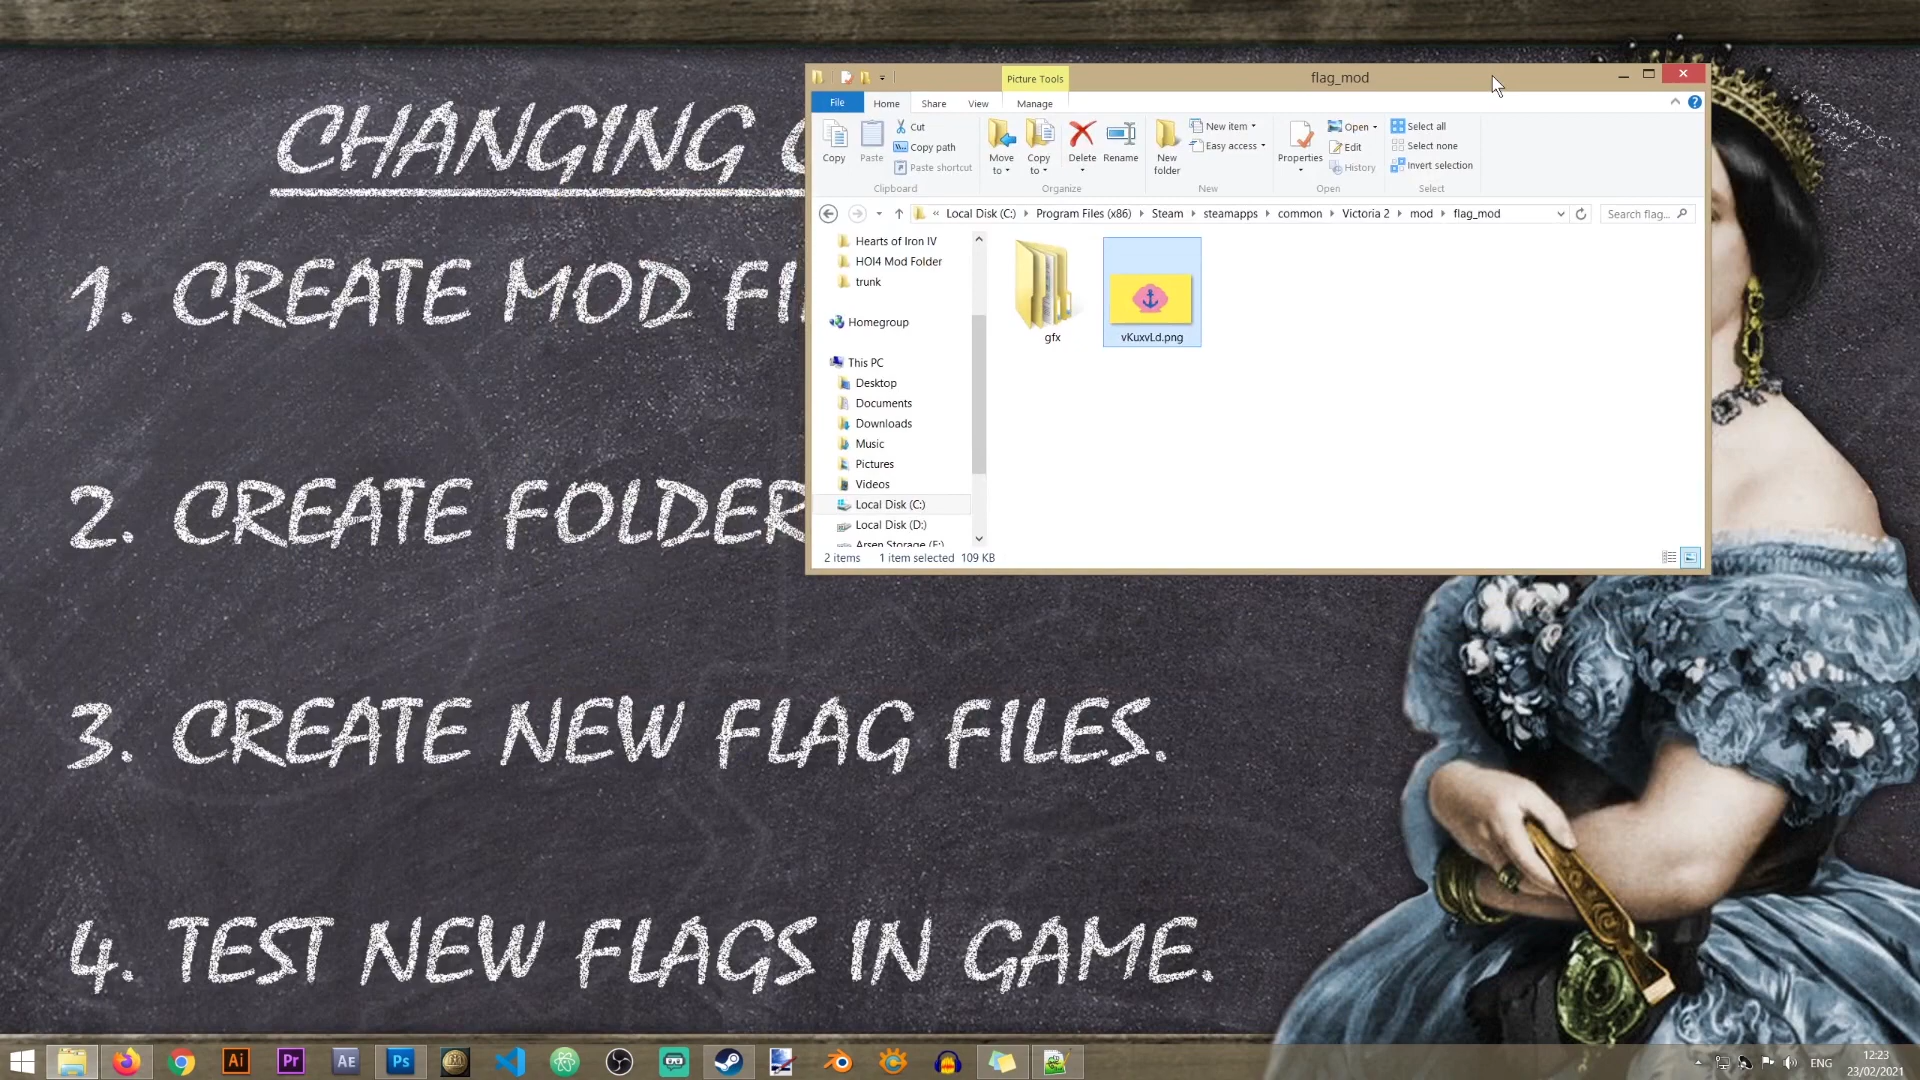 CHANGING
1. CREATE MOD
2. CREATE FOLDER
3. CREATE NEW FLAG FILES.
4. TEST NEW FLAGS IN GAME.
Picture Tools
flag_mod
File
Home
Share
View
Manage
Copy
Paste
Cut
Copy path
Paste shortcut
Clipboard
Move to
Copy to
Delete
Rename
Organize
New folder
New item
Easy access
New
Properties
Open
Edit
History
Open
Select all
Select none
Invert selection
Select
« Local Disk (C:) Program Files (x86) Steam steamapps common Victoria 2 mod flag_mod
Search flag...
Hearts of Iron IV
HOI4 Mod Folder
trunk
Homegroup
This PC
Desktop
Documents
Downloads
Music
Pictures
Videos
Local Disk (C:)
Local Disk (D:)
gfx
vKuxvLd.png
2 items 1 item selected 109 KB
Ai
Pr
AE
Ps
ENG
12:23
23/02/2021